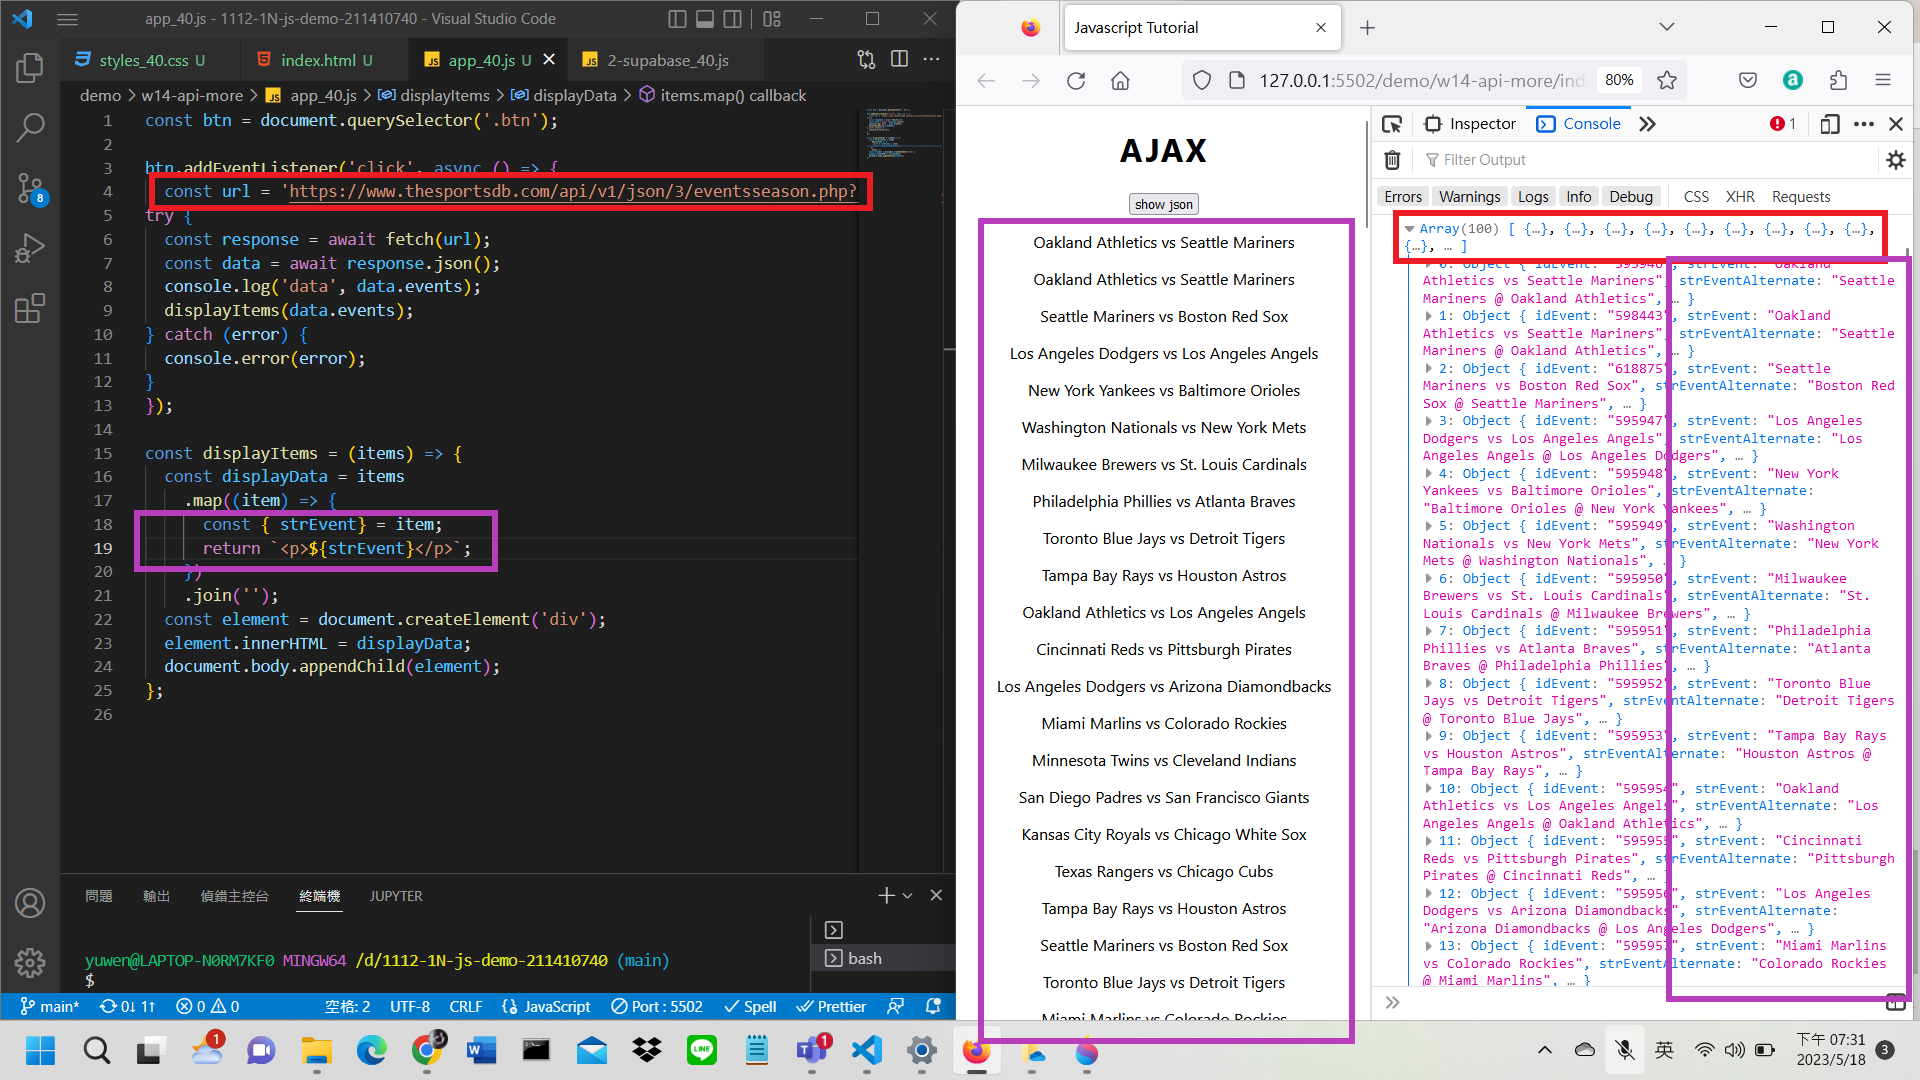 app_40.js - 1112-1N-js-demo-211410740 - Visual Studio Code
styles_40.css U
index.html U
app_40.js U
2-supabase_40.js
demo > w14-api-more > app_40.js > displayItems > displayData > items.map() callback
1 const btn = document.querySelector('.btn');
2
3 btn.addEventListener('click', async () => {
4 const url = 'https://www.thesportsdb.com/api/v1/json/3/eventsseason.php?
5 try {
6 const response = await fetch(url);
7 const data = await response.json();
8 console.log('data', data.events);
9 displayItems(data.events);
10 } catch (error) {
11 console.error(error);
12 }
13 });
14
15 const displayItems = (items) => {
16 const displayData = items
17 .map((item) => {
18 const { strEvent} = item;
19 return `<p>${strEvent}</p>`;
20 })
21 .join('');
22 const element = document.createElement('div');
23 element.innerHTML = displayData;
24 document.body.appendChild(element);
25 };
26
問題 輸出 偵錯主控台 終端機 JUPYTER
bash
yuwen@LAPTOP-N0RM7KF0 MINGW64 /d/1112-1N-js-demo-211410740 (main)
$
main* 0↓ 1↑ 0 0 空格: 2 UTF-8 CRLF JavaScript Port : 5502 Spell Prettier
8
Javascript Tutorial
127.0.0.1:5502/demo/w14-api-more/ind 80%
AJAX
show json
Oakland Athletics vs Seattle Mariners
Oakland Athletics vs Seattle Mariners
Seattle Mariners vs Boston Red Sox
Los Angeles Dodgers vs Los Angeles Angels
New York Yankees vs Baltimore Orioles
Washington Nationals vs New York Mets
Milwaukee Brewers vs St. Louis Cardinals
Philadelphia Phillies vs Atlanta Braves
Toronto Blue Jays vs Detroit Tigers
Tampa Bay Rays vs Houston Astros
Oakland Athletics vs Los Angeles Angels
Cincinnati Reds vs Pittsburgh Pirates
Los Angeles Dodgers vs Arizona Diamondbacks
Miami Marlins vs Colorado Rockies
Minnesota Twins vs Cleveland Indians
San Diego Padres vs San Francisco Giants
Kansas City Royals vs Chicago White Sox
Texas Rangers vs Chicago Cubs
Tampa Bay Rays vs Houston Astros
Seattle Mariners vs Boston Red Sox
Toronto Blue Jays vs Detroit Tigers
Miami Marlins vs Colorado Rockies
Inspector Console 1
Filter Output
Errors Warnings Logs Info Debug CSS XHR Requests
Array(100) [ {…}, {…}, {…}, {…}, {…}, {…}, {…}, {…}, {…},
{…}, … ]
0: Object { idEvent: "595946", strEvent: "Oakland
Athletics vs Seattle Mariners", strEventAlternate: "Seattle
Mariners @ Oakland Athletics", … }
1: Object { idEvent: "598443", strEvent: "Oakland
Athletics vs Seattle Mariners", strEventAlternate: "Seattle
Mariners @ Oakland Athletics", … }
2: Object { idEvent: "618875", strEvent: "Seattle
Mariners vs Boston Red Sox", strEventAlternate: "Boston Red
Sox @ Seattle Mariners", … }
3: Object { idEvent: "595947", strEvent: "Los Angeles
Dodgers vs Los Angeles Angels", strEventAlternate: "Los
Angeles Angels @ Los Angeles Dodgers", … }
4: Object { idEvent: "595948", strEvent: "New York
Yankees vs Baltimore Orioles", strEventAlternate:
"Baltimore Orioles @ New York Yankees", … }
5: Object { idEvent: "595949", strEvent: "Washington
Nationals vs New York Mets", strEventAlternate: "New York
Mets @ Washington Nationals", … }
6: Object { idEvent: "595950", strEvent: "Milwaukee
Brewers vs St. Louis Cardinals", strEventAlternate: "St.
Louis Cardinals @ Milwaukee Brewers", … }
7: Object { idEvent: "595951", strEvent: "Philadelphia
Phillies vs Atlanta Braves", strEventAlternate: "Atlanta
Braves @ Philadelphia Phillies", … }
8: Object { idEvent: "595952", strEvent: "Toronto Blue
Jays vs Detroit Tigers", strEventAlternate: "Detroit Tigers
@ Toronto Blue Jays", … }
9: Object { idEvent: "595953", strEvent: "Tampa Bay Rays
vs Houston Astros", strEventAlternate: "Houston Astros @
Tampa Bay Rays", … }
10: Object { idEvent: "595954", strEvent: "Oakland
Athletics vs Los Angeles Angels", strEventAlternate: "Los
Angeles Angels @ Oakland Athletics", … }
11: Object { idEvent: "595955", strEvent: "Cincinnati
Reds vs Pittsburgh Pirates", strEventAlternate: "Pittsburgh
Pirates @ Cincinnati Reds", … }
12: Object { idEvent: "595956", strEvent: "Los Angeles
Dodgers vs Arizona Diamondbacks", strEventAlternate:
"Arizona Diamondbacks @ Los Angeles Dodgers", … }
13: Object { idEvent: "595957", strEvent: "Miami Marlins
vs Colorado Rockies", strEventAlternate: "Colorado Rockies
@ Miami Marlins", … }
1
LINE
1
英
下午 07:31
2023/5/18
3